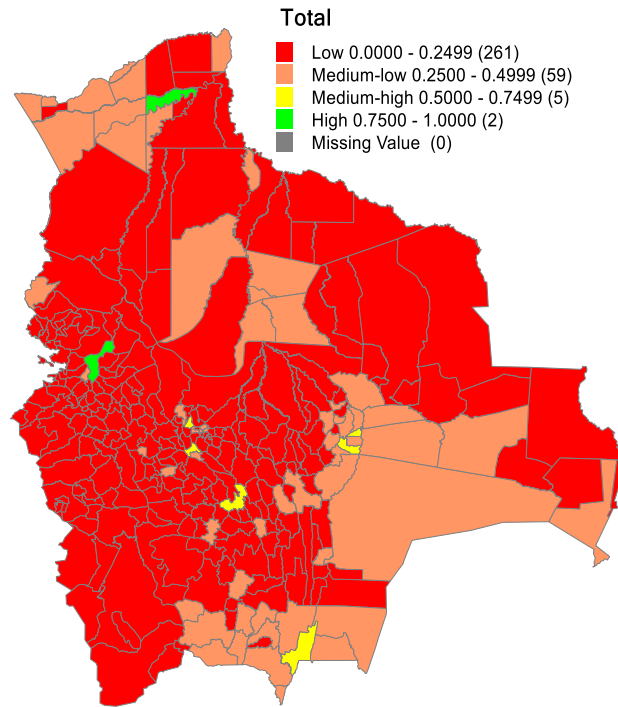 Total
Low 0.0000 - 0.2499 (261)
Medium-low 0.2500 - 0.4999 (59)
Medium-high 0.5000 - 0.7499 (5)
High 0.7500 - 1.0000 (2)
Missing Value (0)